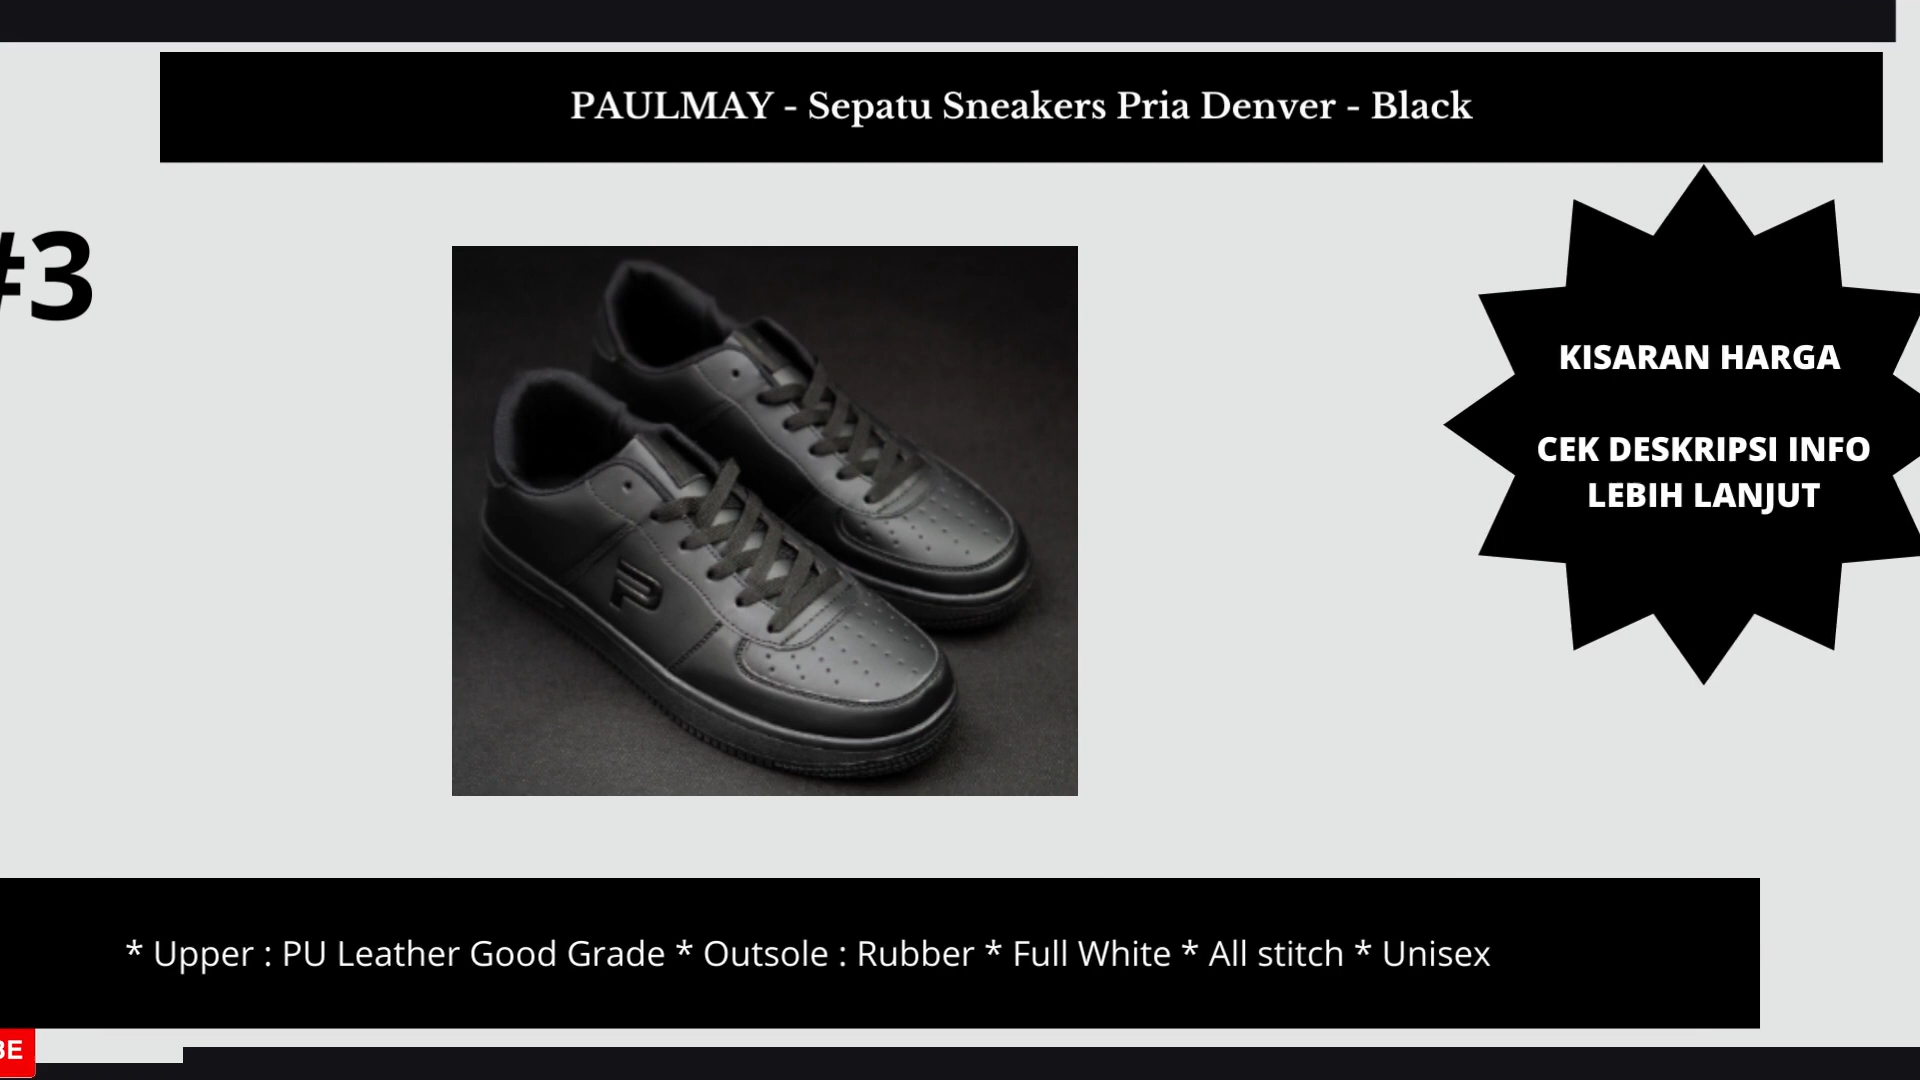 PAULMAY - Sepatu Sneakers Pria Denver - Black
#3
KISARAN HARGA
CEK DESKRIPSI INFO
LEBIH LANJUT
P
* Upper : PU Leather Good Grade * Outsole : Rubber * Full White * All stitch * Unisex
BE